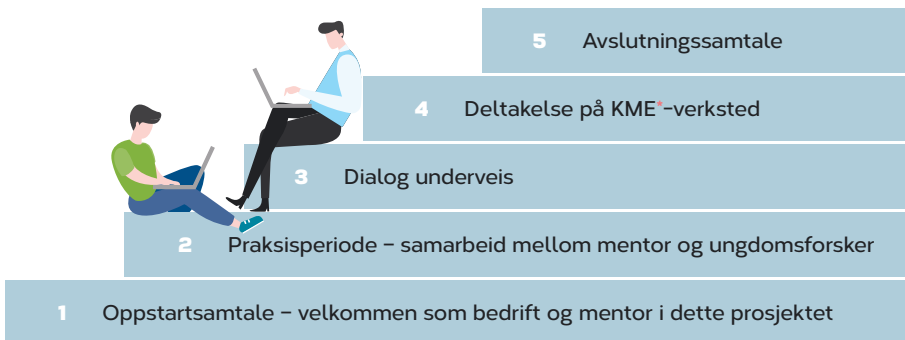 5 Avslutningssamtale
4 Deltakelse på KME*-verksted
3 Dialog underveis
2 Praksisperiode – samarbeid mellom mentor og ungdomsforsker
1 Oppstartsamtale – velkommen som bedrift og mentor i dette prosjektet